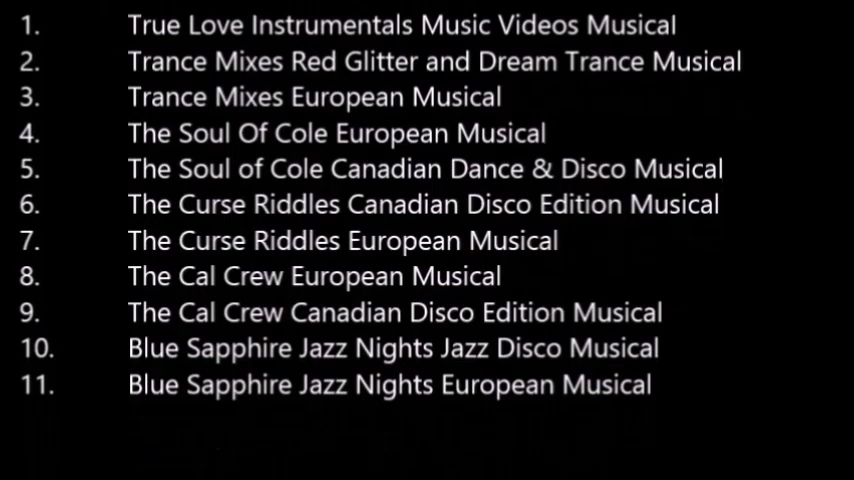 1. True Love Instrumentals Music Videos Musical
2. Trance Mixes Red Glitter and Dream Trance Musical
3. Trance Mixes European Musical
4. The Soul Of Cole European Musical
5. The Soul of Cole Canadian Dance & Disco Musical
6. The Curse Riddles Canadian Disco Edition Musical
7. The Curse Riddles European Musical
8. The Cal Crew European Musical
9. The Cal Crew Canadian Disco Edition Musical
10. Blue Sapphire Jazz Nights Jazz Disco Musical
11. Blue Sapphire Jazz Nights European Musical